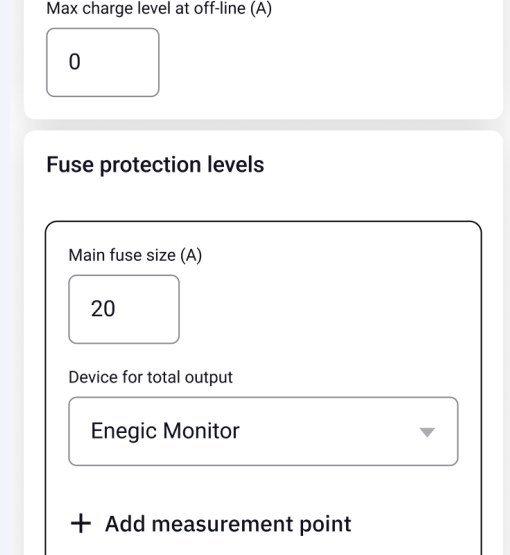 Max charge level at off-line (A)
0
Fuse protection levels
Main fuse size (A)
20
Device for total output
Enegic Monitor
+ Add measurement point